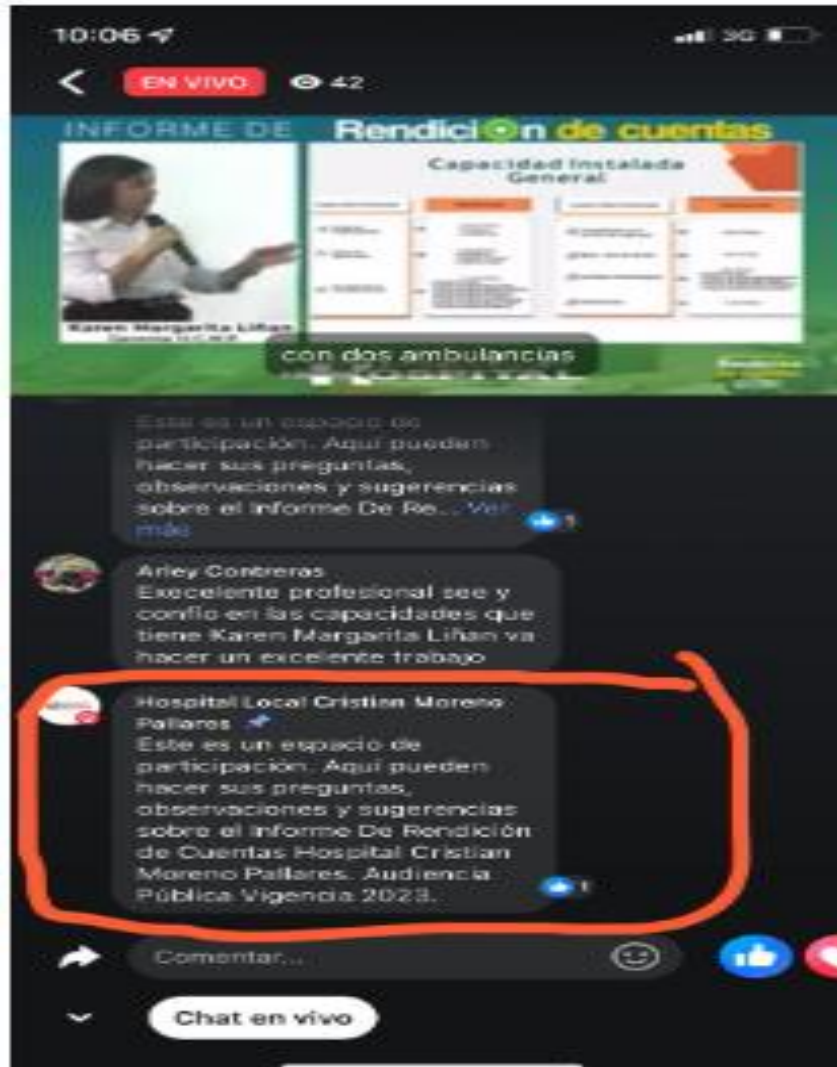 10:06
3G
EN VIVO 42
INFORME DE Rendición de cuentas
Capacidad Instalada
General
Karen Margarita Liñan
con dos ambulancias
Este es un espacio de
participación. Aquí pueden
hacer sus preguntas,
observaciones y sugerencias
sobre el Informe De Re... Ver
más
1
Arley Contreras
Execelente profesional see y
confío en las capacidades que
tiene Karen Margarita Liñan va
hacer un excelente trabajo
Hospital Local Cristian Moreno
Pallares
Este es un espacio de
participación. Aquí pueden
hacer sus preguntas,
observaciones y sugerencias
sobre el Informe De Rendición
de Cuentas Hospital Cristian
Moreno Pallares. Audiencia
Pública Vigencia 2023.
1
Comentar...
Chat en vivo